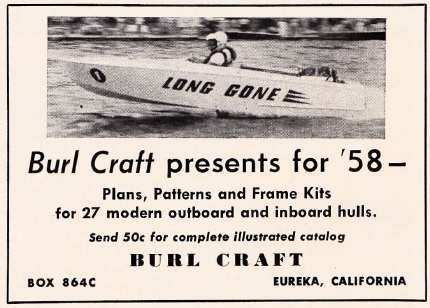 0
LONG GONE
Burl Craft presents for '58—
Plans, Patterns and Frame Kits
for 27 modern outboard and inboard hulls.
Send 50c for complete illustrated catalog
BURL CRAFT
BOX 864C EUREKA, CALIFORNIA